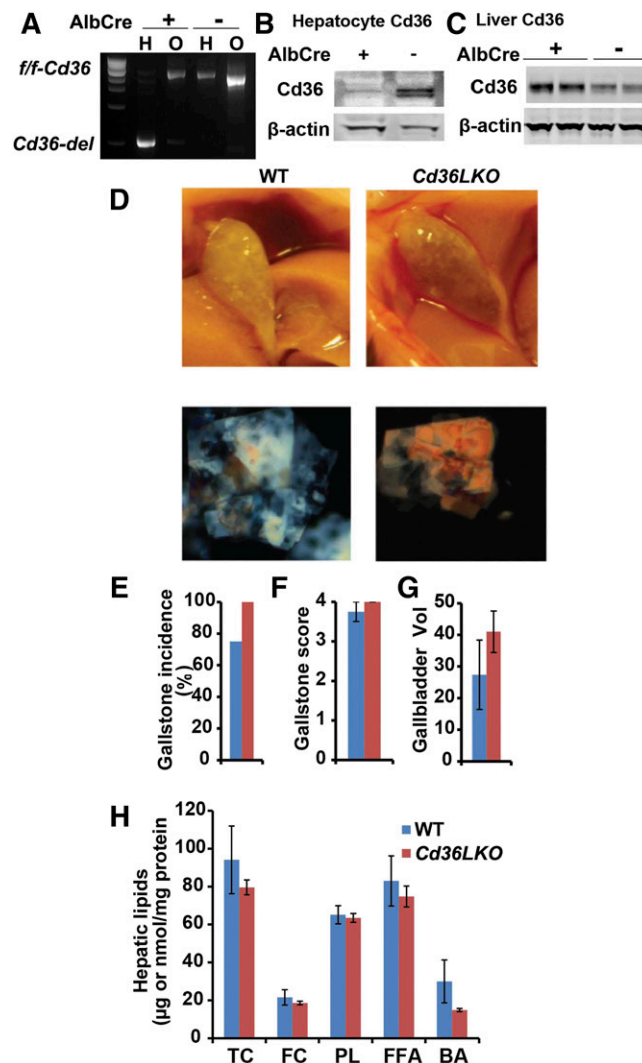 A
AlbCre + -
H O H O
f/f-Cd36
Cd36-del
B Hepatocyte Cd36
AlbCre + -
Cd36
β-actin
C Liver Cd36
AlbCre + -
Cd36
β-actin
D
WT Cd36LKO
E
Gallstone incidence
(%)
100
80
60
40
20
0
F
Gallstone score
4
3
2
1
0
G
Gallbladder Vol
50
40
30
20
10
0
H
Hepatic lipids
(μg or nmol/mg protein)
120
100
80
60
40
20
0
WT
Cd36LKO
TC FC PL FFA BA